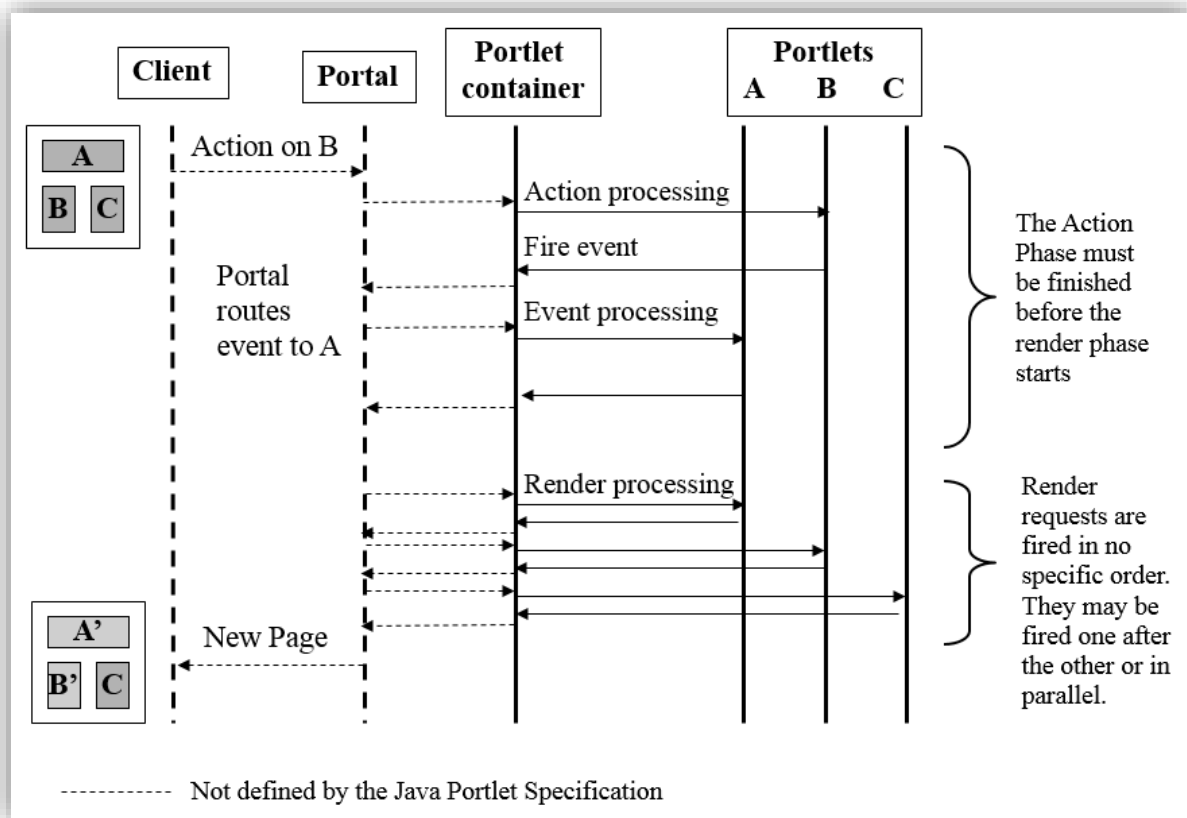 Client
Portal
Portlet
container
Portlets
A B C
A
B C
Action on B
Action processing
Fire event
Portal
routes
event to A
Event processing
The Action
Phase must
be finished
before the
render phase
starts
Render processing
Render
requests are
fired in no
specific order.
They may be
fired one after
the other or in
parallel.
A’
B’ C
New Page
Not defined by the Java Portlet Specification